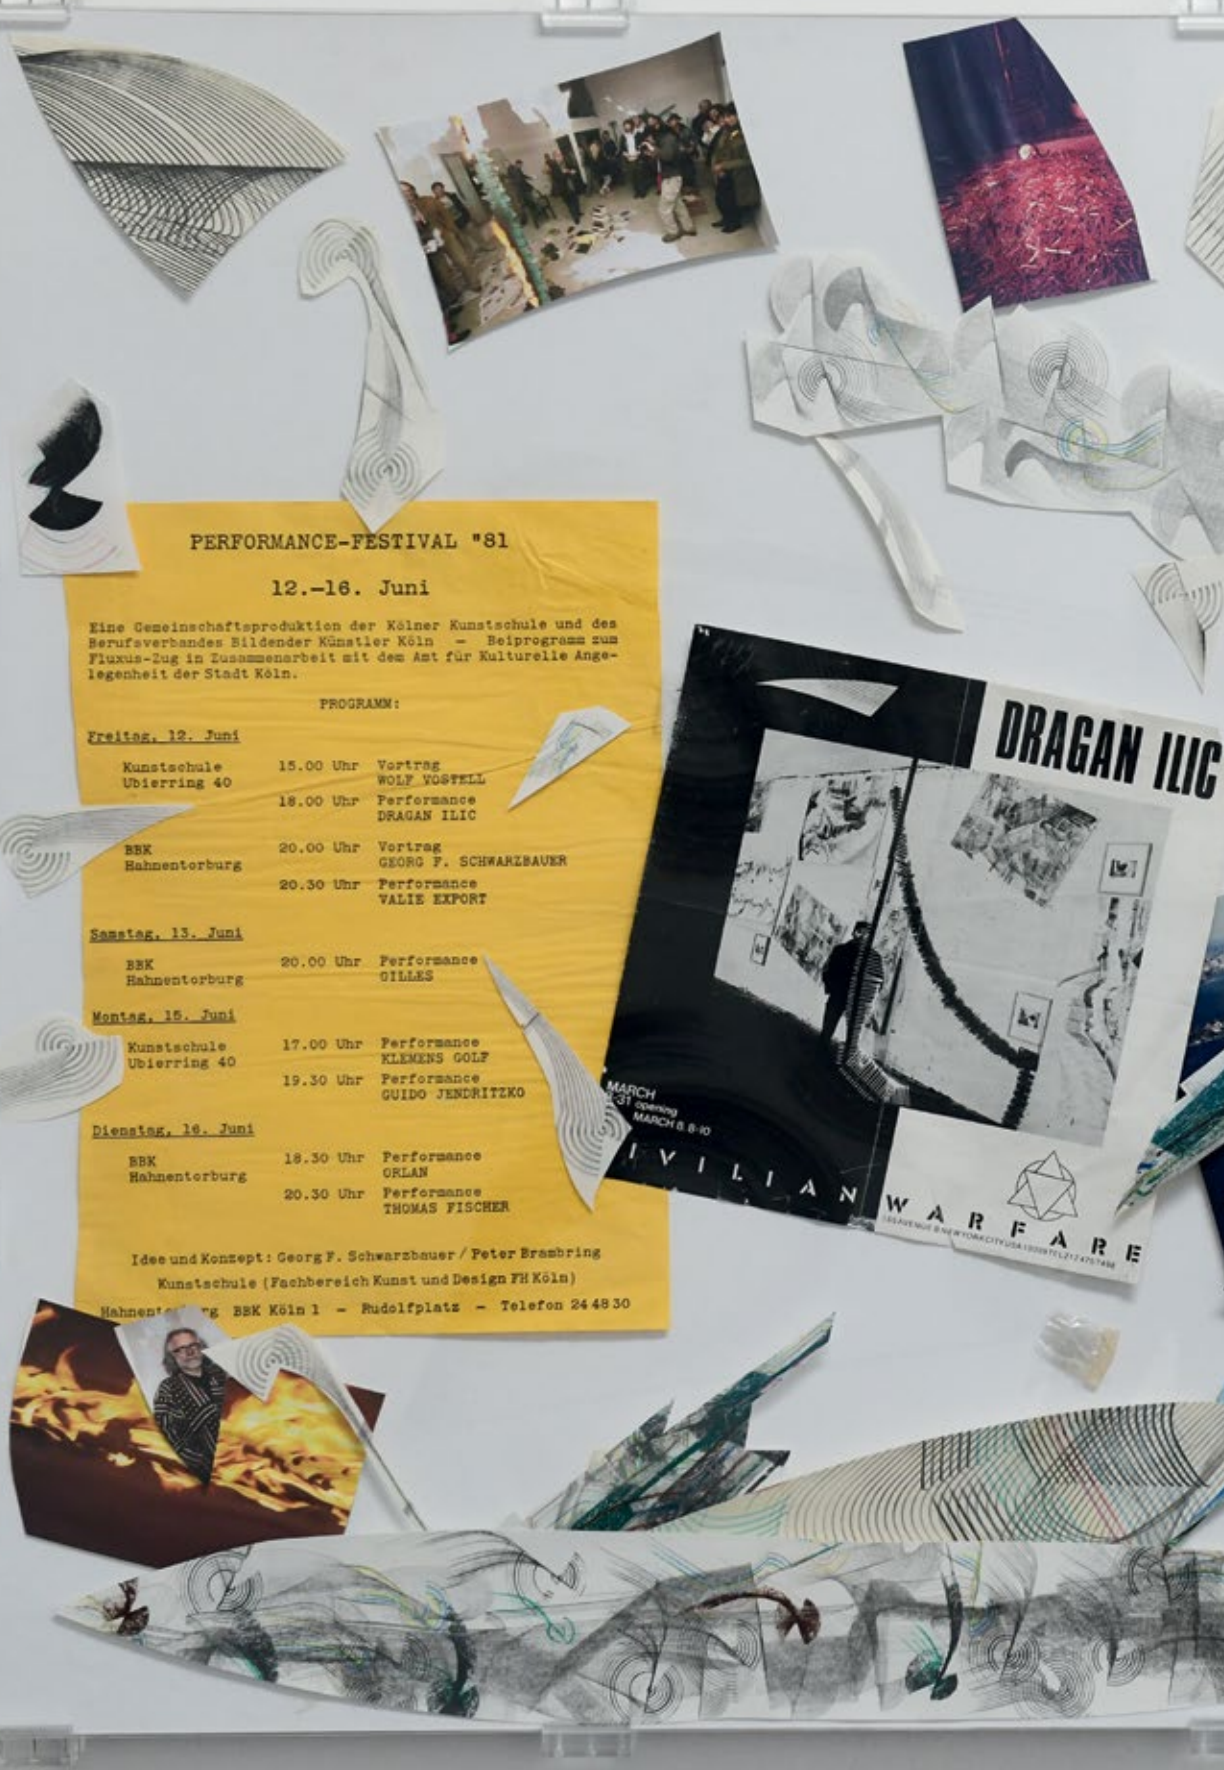 PERFORMANCE-FESTIVAL "81
12.—16. Juni
Eine Gemeinschaftsproduktion der Kölner Kunstschule und des
Berufsverbandes Bildender Künstler Köln — Beiprogramm zum
Fluxus-Zug in Zusammenarbeit mit dem Amt für Kulturelle Ange-
legenheit der Stadt Köln.
PROGRAMM:
Freitag, 12. Juni
Kunstschule 15.00 Uhr Vortrag
Ubierring 40 WOLF VOSTELL
18.00 Uhr Performance
DRAGAN ILIC
BBK 20.00 Uhr Vortrag
Hahnentorburg GEORG F. SCHWARZBAUER
20.30 Uhr Performance
VALIE EXPORT
Samstag, 13. Juni
BBK 20.00 Uhr Performance
Hahnentorburg GILLES
Montag, 15. Juni
Kunstschule 17.00 Uhr Performance
Ubierring 40 KLEMENS GOLF
19.30 Uhr Performance
GUIDO JENDRITZKO
Dienstag, 16. Juni
BBK 18.30 Uhr Performance
Hahnentorburg ORLAN
20.30 Uhr Performance
THOMAS FISCHER
Idee und Konzept: Georg F. Schwarzbauer / Peter Brambring
Kunstschule (Fachbereich Kunst und Design FH Köln)
BBK Köln 1 — Rudolfplatz — Telefon 24 48 30
DRAGAN ILIC
MARCH
31 opening
MARCH 8. 8-10
IVILIAN
WARFARE